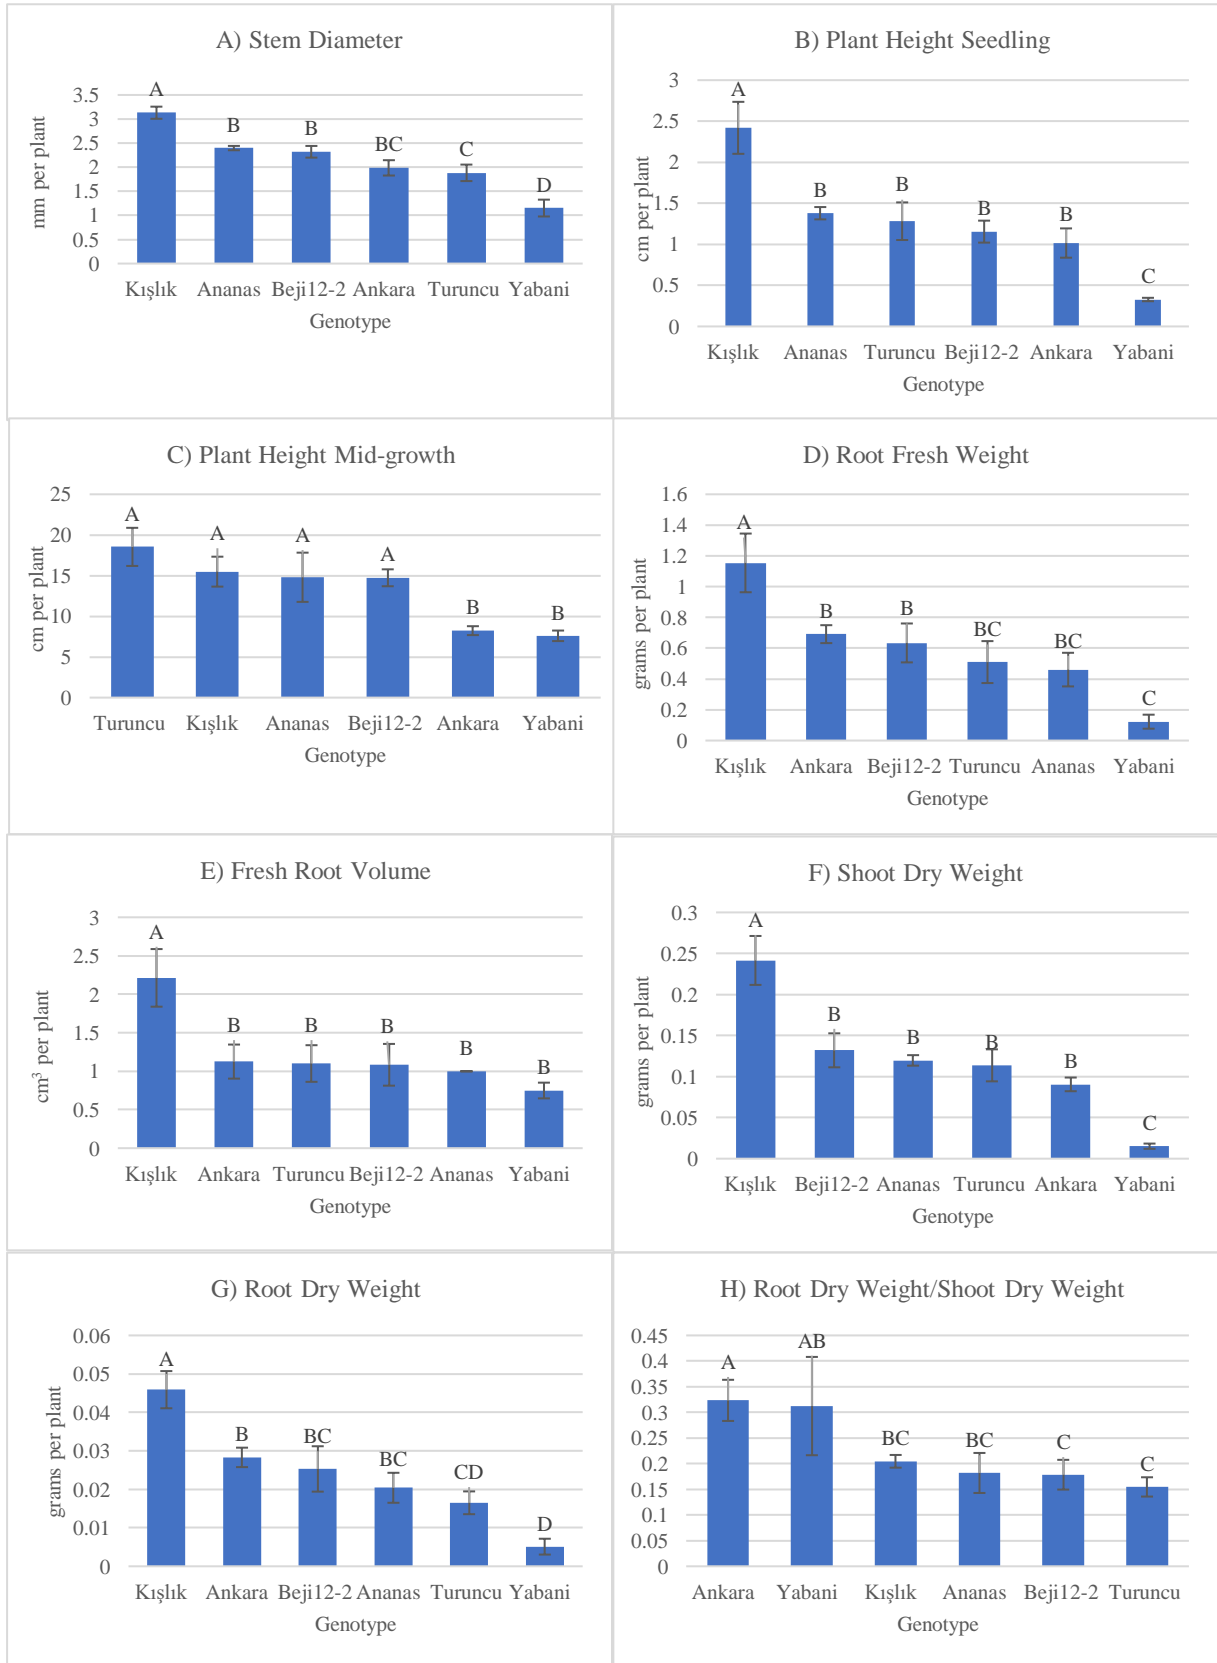 A) Stem Diameter
mm per plant
3.5
3
2.5
2
1.5
1
0.5
0
A
B
B
BC
C
D
Kışlık Ananas Beji12-2 Ankara Turuncu Yabani
Genotype
B) Plant Height Seedling
cm per plant
3
2.5
2
1.5
1
0.5
0
A
B
B
B
B
C
Kışlık Ananas Turuncu Beji12-2 Ankara Yabani
Genotype
C) Plant Height Mid-growth
cm per plant
25
20
15
10
5
0
A
A
A
A
B
B
Turuncu Kışlık Ananas Beji12-2 Ankara Yabani
Genotype
D) Root Fresh Weight
grams per plant
1.6
1.4
1.2
1
0.8
0.6
0.4
0.2
0
A
B
B
BC
BC
C
Kışlık Ankara Beji12-2 Turuncu Ananas Yabani
Genotype
E) Fresh Root Volume
cm³ per plant
3
2.5
2
1.5
1
0.5
0
A
B
B
B
B
B
Kışlık Ankara Turuncu Beji12-2 Ananas Yabani
Genotype
F) Shoot Dry Weight
grams per plant
0.3
0.25
0.2
0.15
0.1
0.05
0
A
B
B
B
B
C
Kışlık Beji12-2 Ananas Turuncu Ankara Yabani
Genotype
G) Root Dry Weight
grams per plant
0.06
0.05
0.04
0.03
0.02
0.01
0
A
B
BC
BC
CD
D
Kışlık Ankara Beji12-2 Ananas Turuncu Yabani
Genotype
H) Root Dry Weight/Shoot Dry Weight
0.45
0.4
0.35
0.3
0.25
0.2
0.15
0.1
0.05
0
A
AB
BC
BC
C
C
Ankara Yabani Kışlık Ananas Beji12-2 Turuncu
Genotype